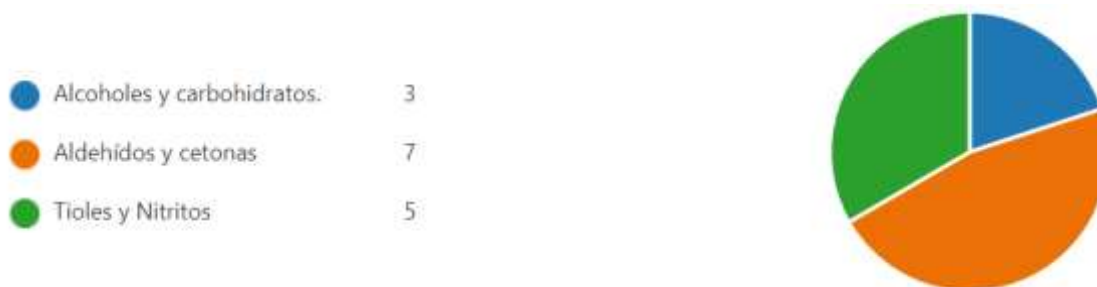 Alcoholes y carbohidratos. 3
Aldehídos y cetonas 7
Tioles y Nitritos 5